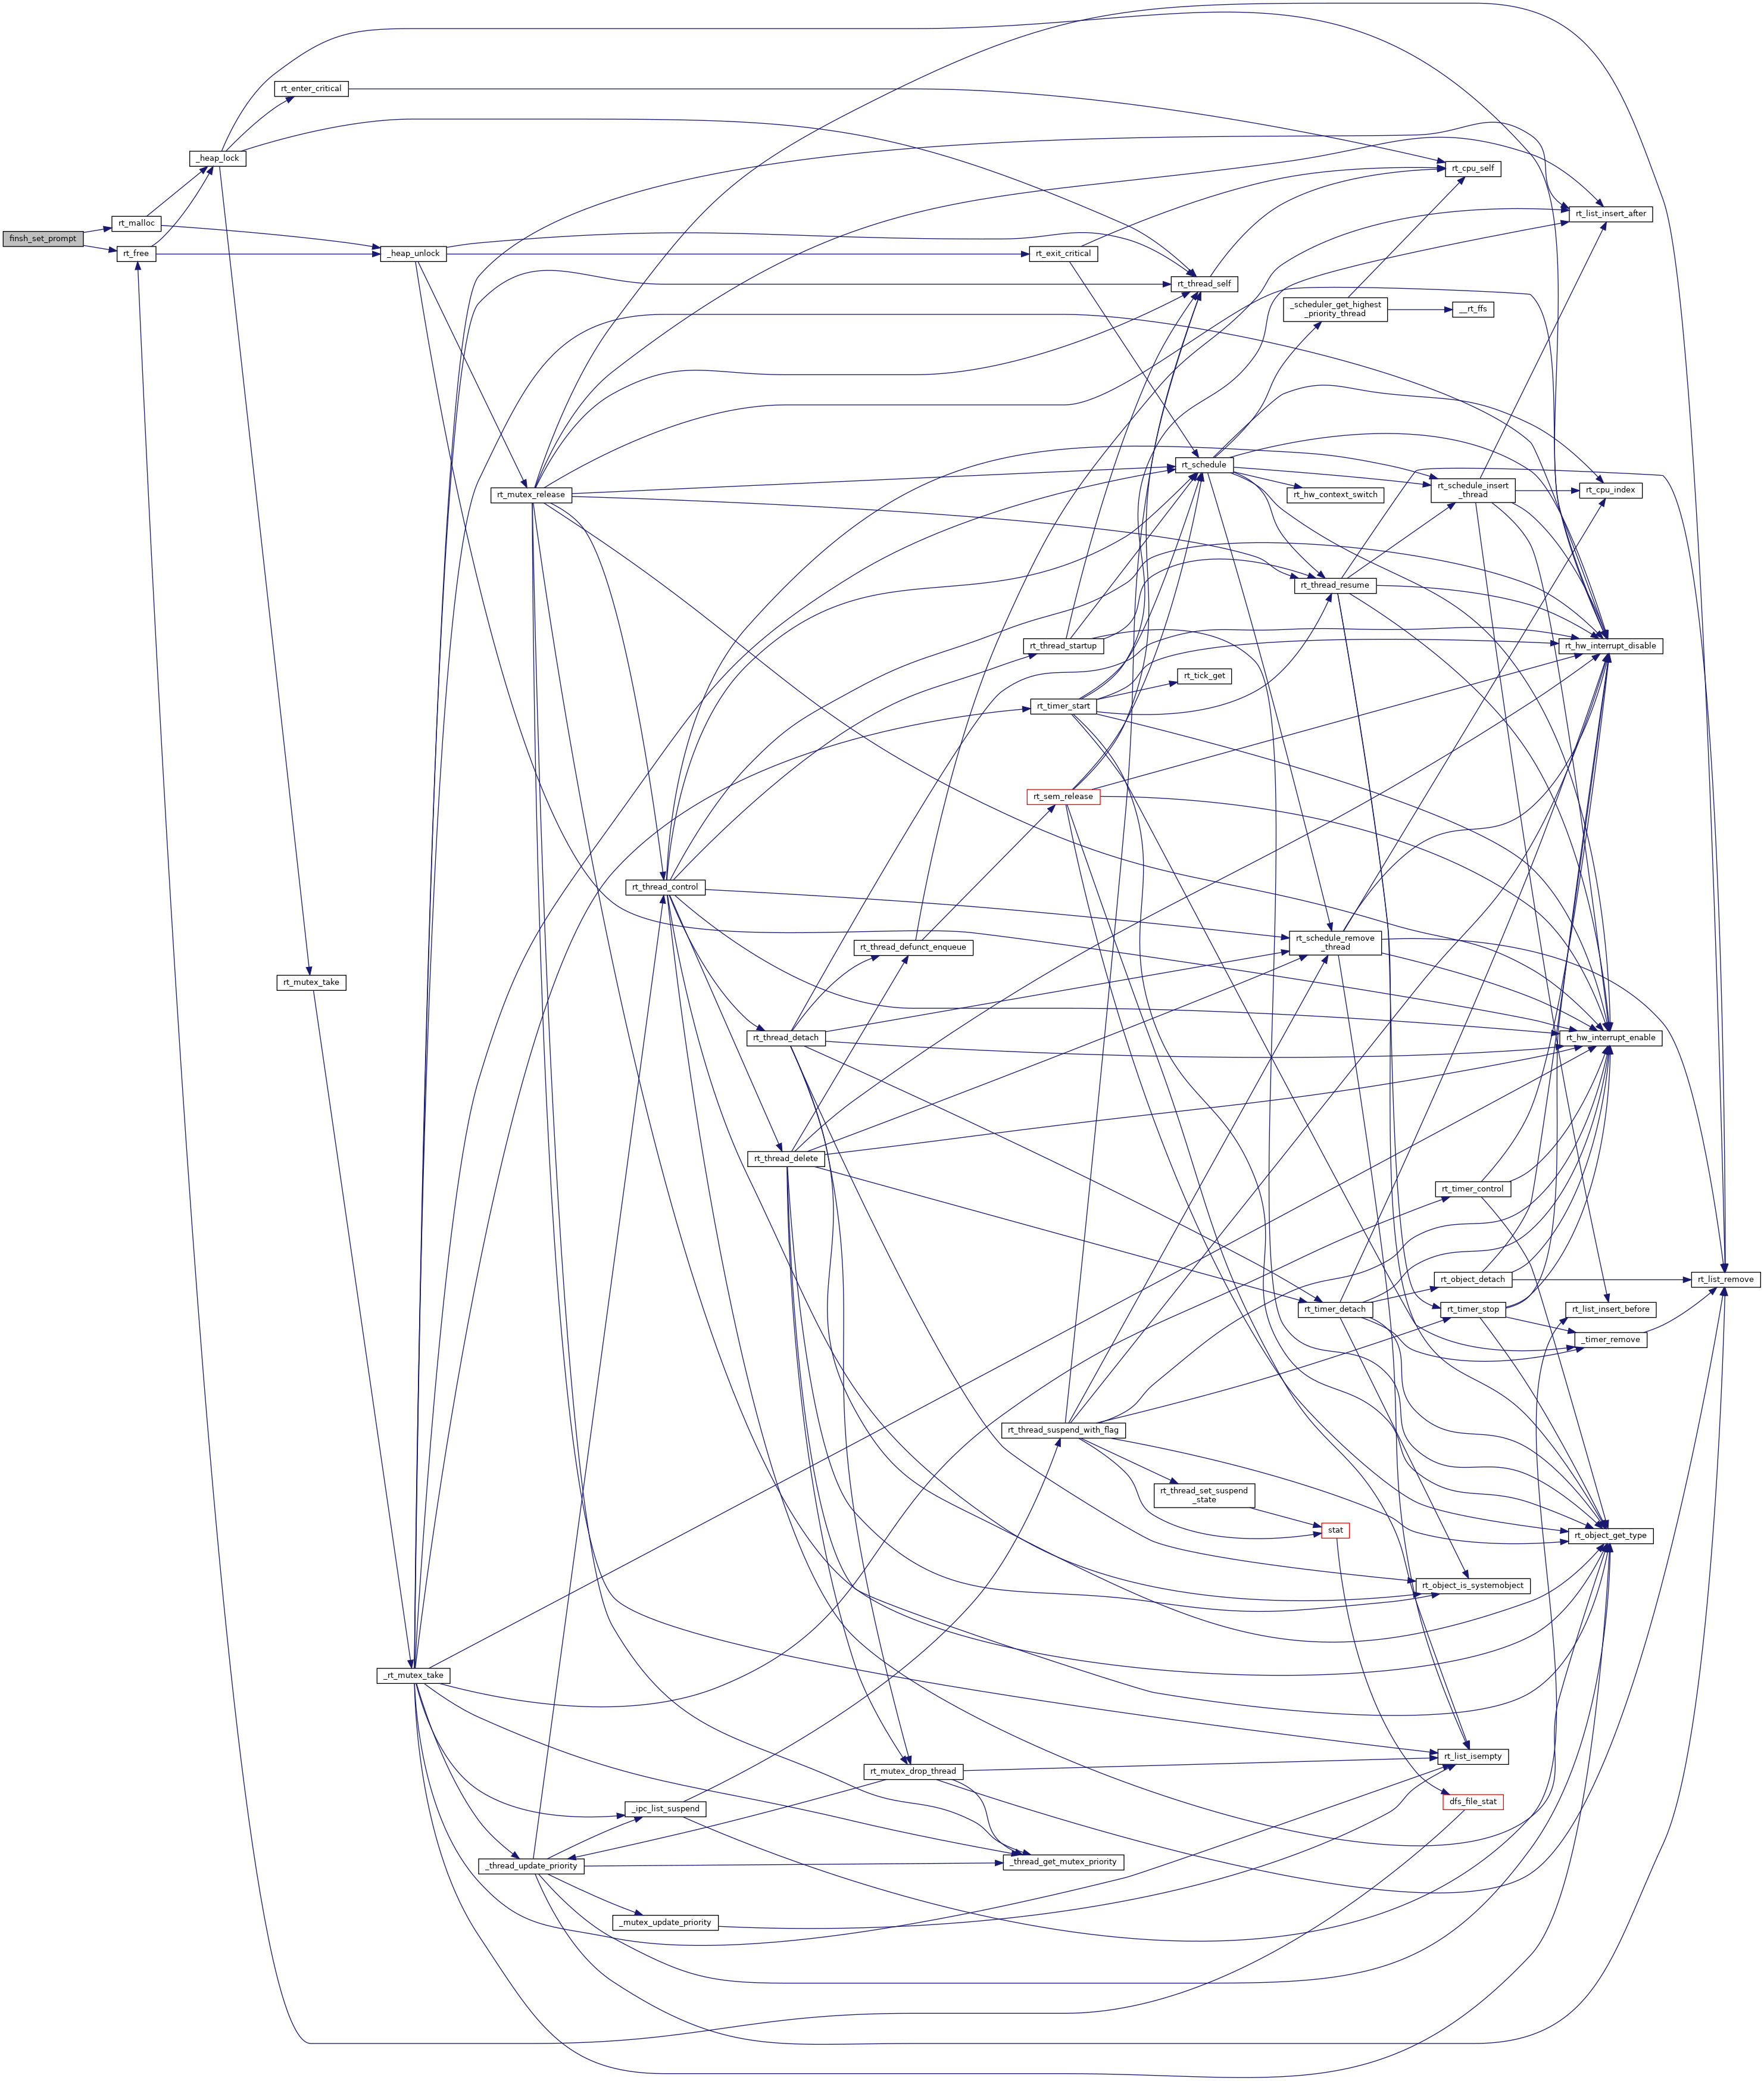 finsh_set_prompt
rt_malloc
rt_free
_heap_lock
rt_enter_critical
rt_mutex_take
_heap_unlock
_rt_mutex_take
rt_mutex_release
_thread_update_priority
rt_thread_control
_ipc_list_suspend
_mutex_update_priority
rt_thread_detach
rt_thread_delete
rt_thread_defunct_enqueue
rt_mutex_drop_thread
rt_exit_critical
rt_thread_startup
rt_timer_start
rt_sem_release
rt_thread_suspend_with_flag
_thread_get_mutex_priority
rt_thread_self
rt_schedule
rt_tick_get
rt_thread_set_suspend
_state
_scheduler_get_highest
_priority_thread
rt_hw_context_switch
rt_thread_resume
rt_schedule_remove
_thread
rt_timer_detach
stat
rt_cpu_self
__rt_ffs
rt_schedule_insert
_thread
rt_timer_control
rt_object_detach
rt_timer_stop
rt_object_is_systemobject
rt_list_isempty
dfs_file_stat
rt_list_insert_after
rt_cpu_index
rt_hw_interrupt_disable
rt_hw_interrupt_enable
rt_list_insert_before
_timer_remove
rt_object_get_type
rt_list_remove